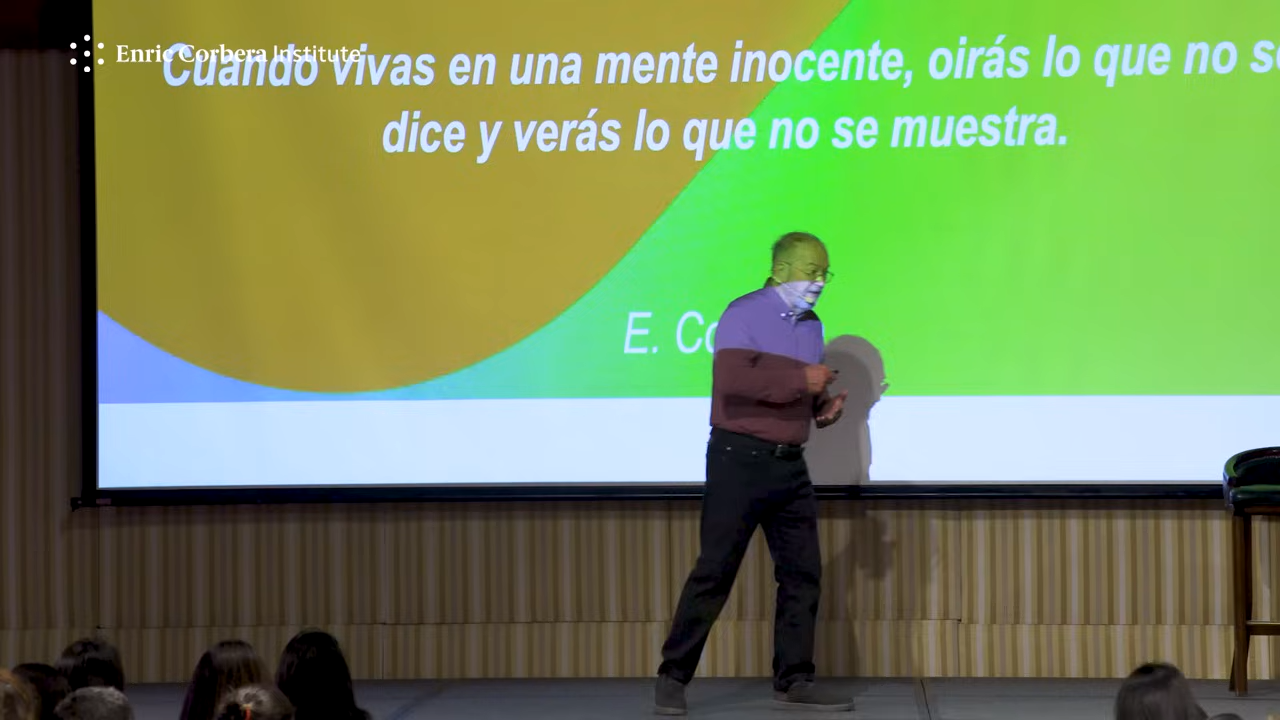 Enric Corbera Institute
Cuando vivas en una mente inocente, oirás lo que no se
dice y verás lo que no se muestra.
E. Co